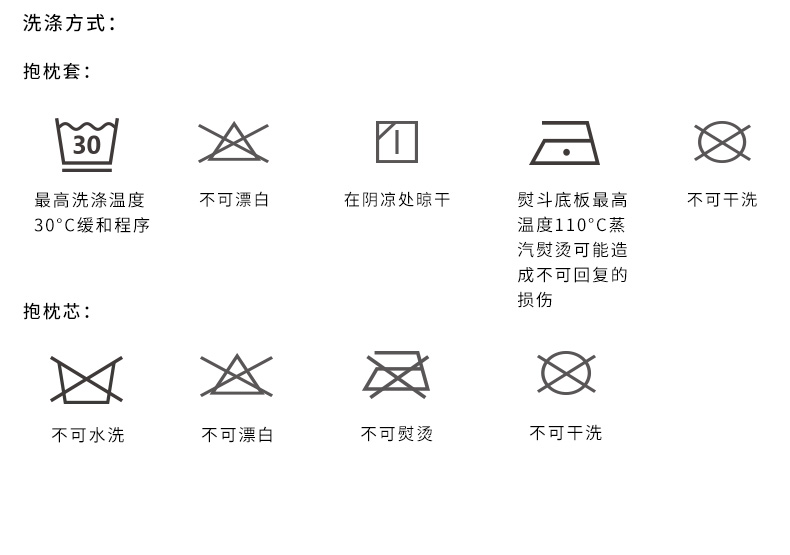 洗涤方式：
抱枕套：
30
最高洗涤温度
30°C缓和程序
不可漂白
在阴凉处晾干
熨斗底板最高
温度110°C蒸
汽熨烫可能造
成不可回复的
损伤
不可干洗
抱枕芯：
不可水洗
不可漂白
不可熨烫
不可干洗